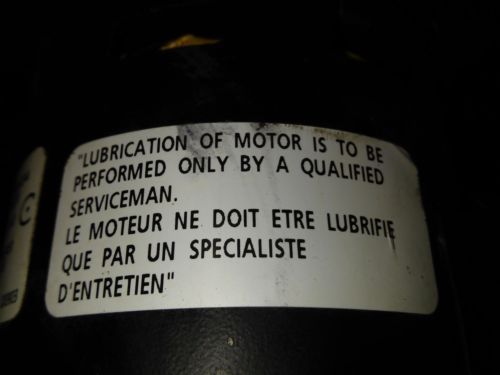 "LUBRICATION OF MOTOR IS TO BE
PERFORMED ONLY BY A QUALIFIED
SERVICEMAN.
LE MOTEUR NE DOIT ETRE LUBRIFIE
QUE PAR UN SPECIALISTE
D'ENTRETIEN"